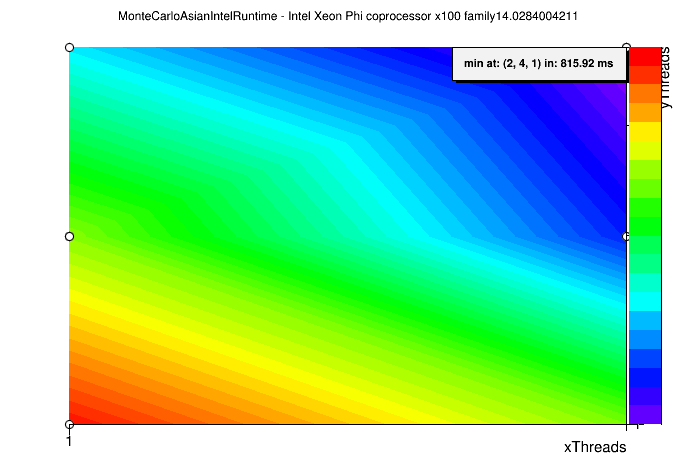 MonteCarloAsianIntelRuntime - Intel Xeon Phi coprocessor x100 family14.0284004211
min at: (2, 4, 1) in: 815.92 ms
yThreads
1
xThreads